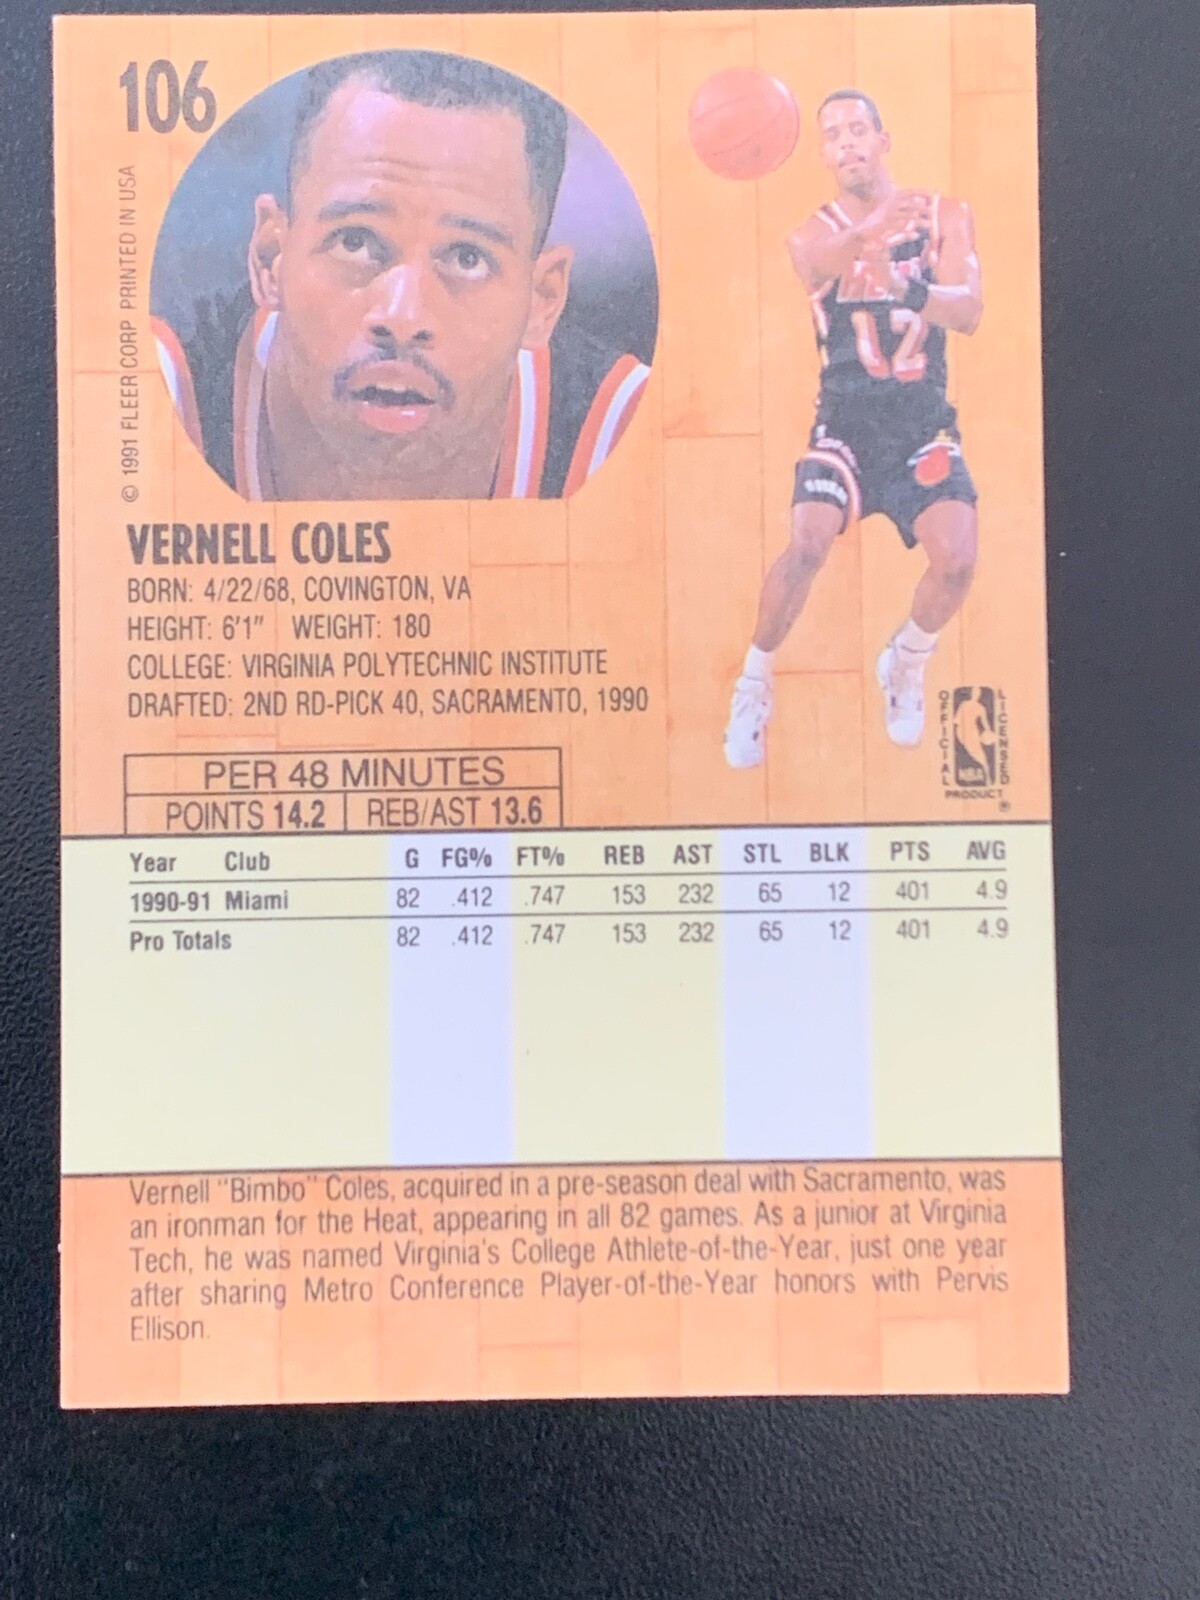 106
© 1991 FLEER CORP PRINTED IN USA
12
VERNELL COLES
BORN: 4/22/68, COVINGTON, VA
HEIGHT: 6'1" WEIGHT: 180
COLLEGE: VIRGINIA POLYTECHNIC INSTITUTE
DRAFTED: 2ND RD-PICK 40, SACRAMENTO, 1990
OFFICIAL LICENSED
NBA
PRODUCT
®
PER 48 MINUTES
POINTS 14.2 REB/AST 13.6
Year Club G FG% FT% REB AST STL BLK PTS AVG
1990-91 Miami 82 .412 .747 153 232 65 12 401 4.9
Pro Totals 82 .412 .747 153 232 65 12 401 4.9
Vernell "Bimbo" Coles, acquired in a pre-season deal with Sacramento, was
an ironman for the Heat, appearing in all 82 games. As a junior at Virginia
Tech, he was named Virginia's College Athlete-of-the-Year, just one year
after sharing Metro Conference Player-of-the-Year honors with Pervis
Ellison.